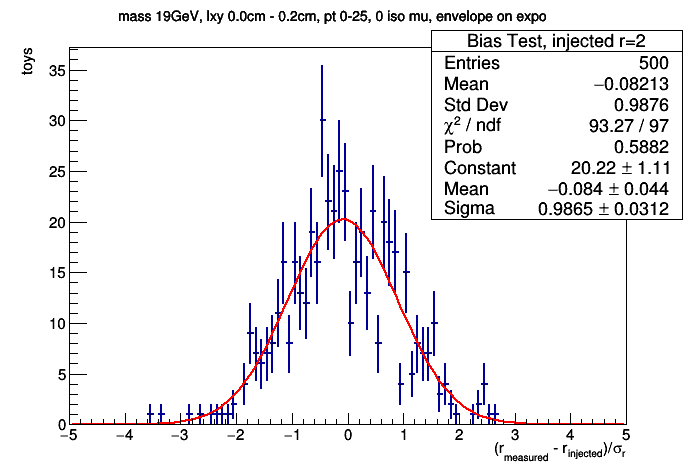 mass 19GeV, lxy 0.0cm - 0.2cm, pt 0-25, 0 iso mu, envelope on expo
Bias Test, injected r=2
Entries 500
Mean −0.08213
Std Dev 0.9876
χ² / ndf 93.27 / 97
Prob 0.5882
Constant 20.22 ± 1.11
Mean −0.084 ± 0.044
Sigma 0.9865 ± 0.0312
toys
35
30
25
20
15
10
5
0
−5 −4 −3 −2 −1 0 1 2 3 4 5
(r_measured - r_injected)/σ_r